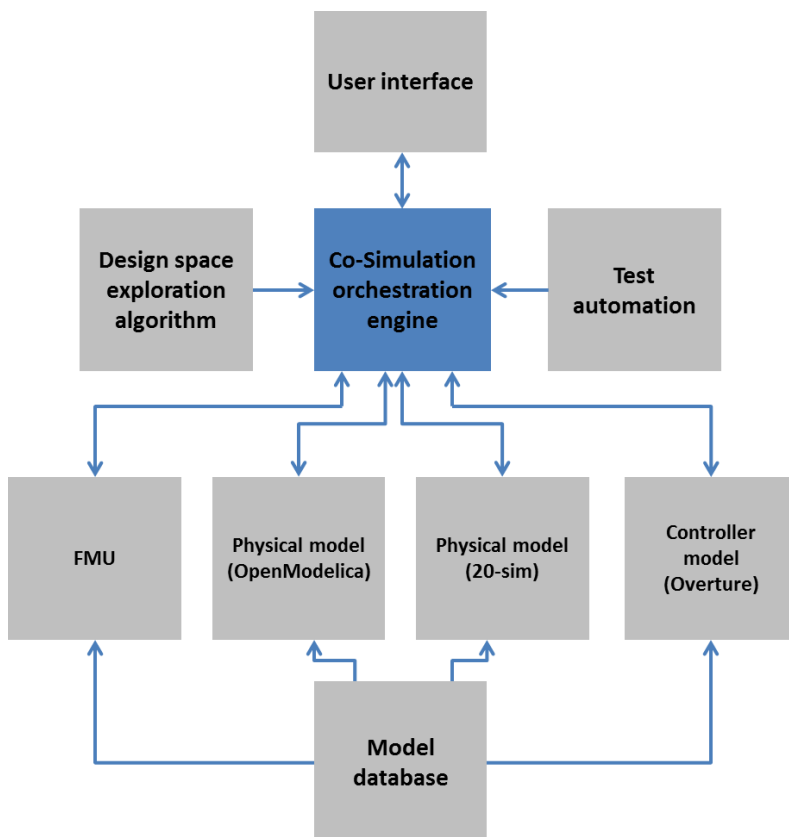 User interface
Design space
exploration
algorithm
Co-Simulation
orchestration
engine
Test
automation
FMU
Physical model
(OpenModelica)
Physical model
(20-sim)
Controller
model
(Overture)
Model
database